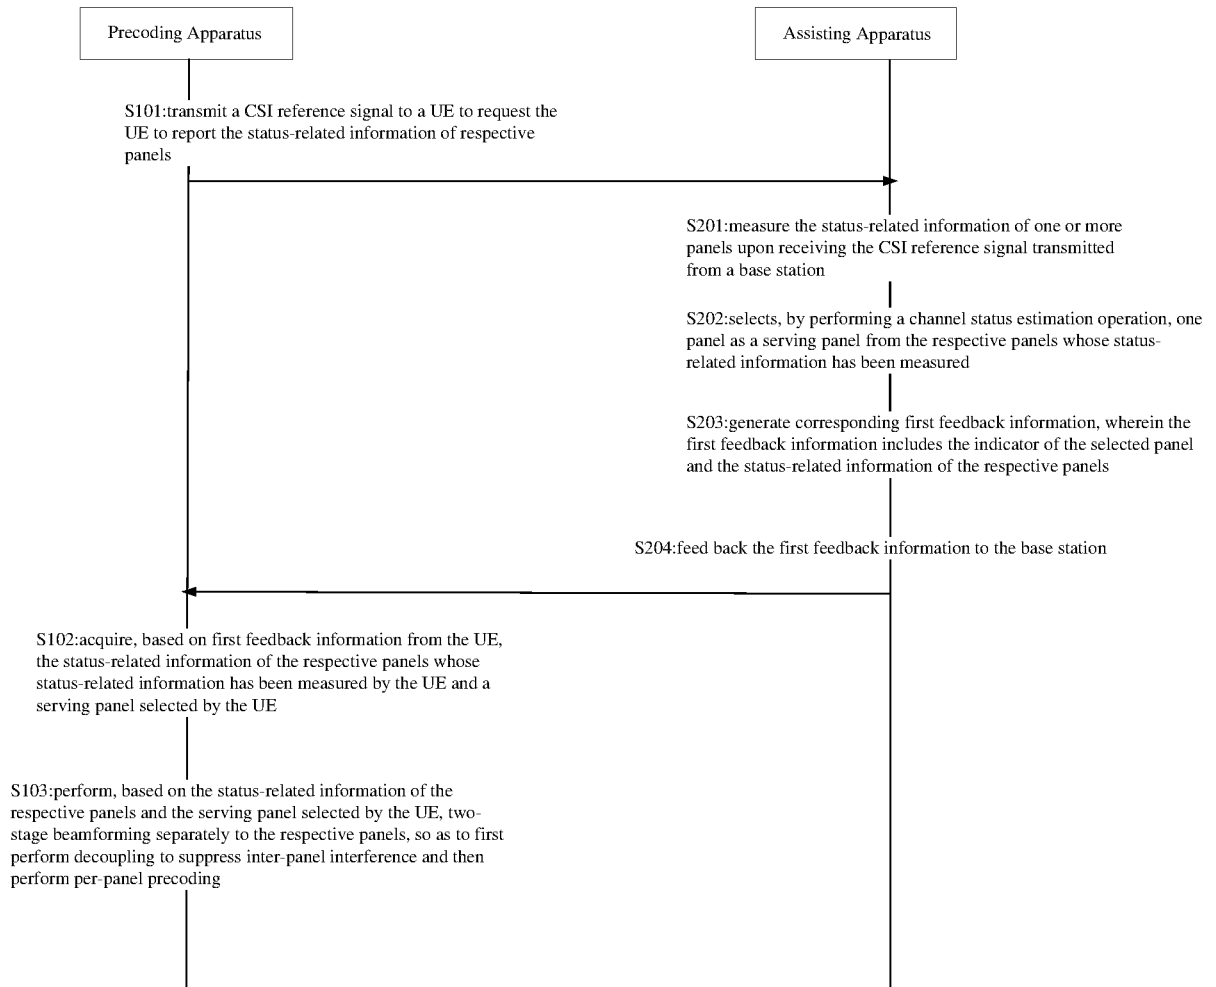 Precoding Apparatus
Assisting Apparatus
S101:transmit a CSI reference signal to a UE to request the
UE to report the status-related information of respective
panels
S201:measure the status-related information of one or more
panels upon receiving the CSI reference signal transmitted
from a base station
S202:selects, by performing a channel status estimation operation, one
panel as a serving panel from the respective panels whose status-
related information has been measured
S203:generate corresponding first feedback information, wherein the
first feedback information includes the indicator of the selected panel
and the status-related information of the respective panels
S204:feed back the first feedback information to the base station
S102:acquire, based on first feedback information from the UE,
the status-related information of the respective panels whose
status-related information has been measured by the UE and a
serving panel selected by the UE
S103:perform, based on the status-related information of the
respective panels and the serving panel selected by the UE, two-
stage beamforming separately to the respective panels, so as to first
perform decoupling to suppress inter-panel interference and then
perform per-panel precoding